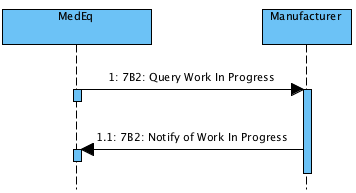 MedEq
Manufacturer
1: 7B2: Query Work In Progress
1.1: 7B2: Notify of Work In Progress